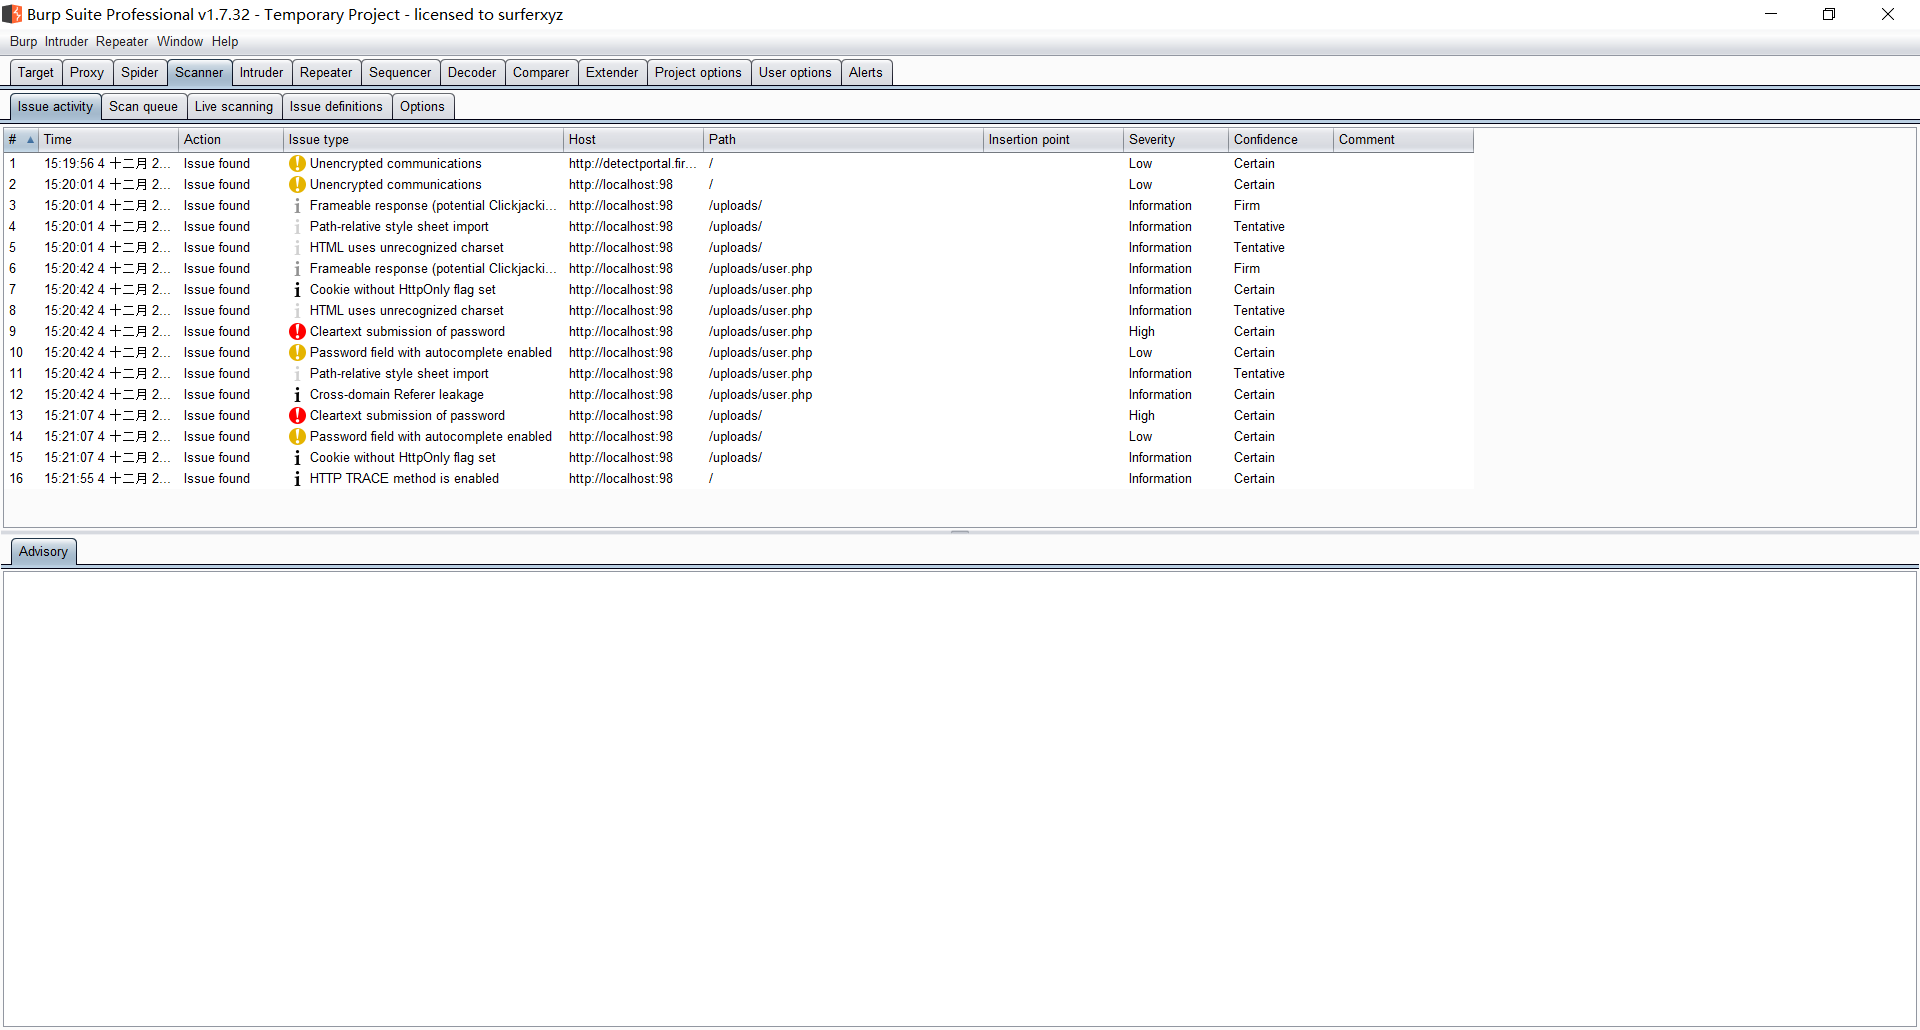 Burp Suite Professional v1.7.32 - Temporary Project - licensed to surferxyz
Burp Intruder Repeater Window Help
Target Proxy Spider Scanner Intruder Repeater Sequencer Decoder Comparer Extender Project options User options Alerts
Issue activity Scan queue Live scanning Issue definitions Options
# Time Action Issue type Host Path Insertion point Severity Confidence Comment
1 15:19:56 4 十二月 2... Issue found Unencrypted communications http://detectportal.fir... / Low Certain
2 15:20:01 4 十二月 2... Issue found Unencrypted communications http://localhost:98 / Low Certain
3 15:20:01 4 十二月 2... Issue found Frameable response (potential Clickjacki... http://localhost:98 /uploads/ Information Firm
4 15:20:01 4 十二月 2... Issue found Path-relative style sheet import http://localhost:98 /uploads/ Information Tentative
5 15:20:01 4 十二月 2... Issue found HTML uses unrecognized charset http://localhost:98 /uploads/ Information Tentative
6 15:20:42 4 十二月 2... Issue found Frameable response (potential Clickjacki... http://localhost:98 /uploads/user.php Information Firm
7 15:20:42 4 十二月 2... Issue found Cookie without HttpOnly flag set http://localhost:98 /uploads/user.php Information Certain
8 15:20:42 4 十二月 2... Issue found HTML uses unrecognized charset http://localhost:98 /uploads/user.php Information Tentative
9 15:20:42 4 十二月 2... Issue found Cleartext submission of password http://localhost:98 /uploads/user.php High Certain
10 15:20:42 4 十二月 2... Issue found Password field with autocomplete enabled http://localhost:98 /uploads/user.php Low Certain
11 15:20:42 4 十二月 2... Issue found Path-relative style sheet import http://localhost:98 /uploads/user.php Information Tentative
12 15:20:42 4 十二月 2... Issue found Cross-domain Referer leakage http://localhost:98 /uploads/user.php Information Certain
13 15:21:07 4 十二月 2... Issue found Cleartext submission of password http://localhost:98 /uploads/ High Certain
14 15:21:07 4 十二月 2... Issue found Password field with autocomplete enabled http://localhost:98 /uploads/ Low Certain
15 15:21:07 4 十二月 2... Issue found Cookie without HttpOnly flag set http://localhost:98 /uploads/ Information Certain
16 15:21:55 4 十二月 2... Issue found HTTP TRACE method is enabled http://localhost:98 / Information Certain
Advisory